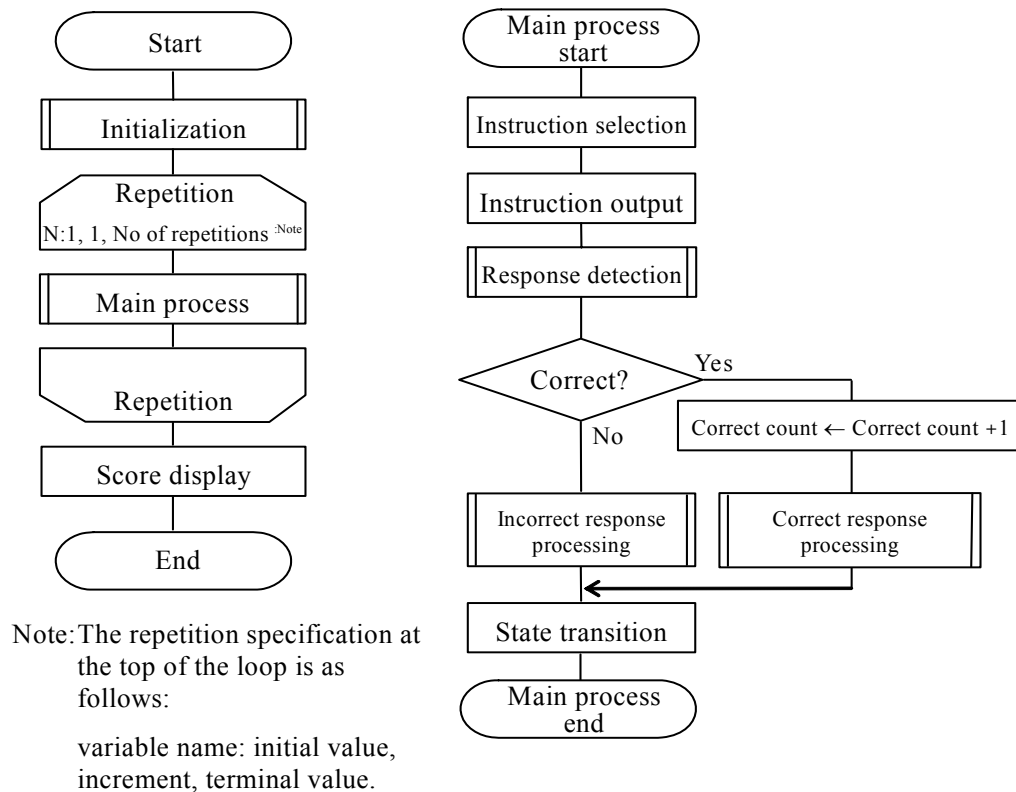 Start
Initialization
Repetition
N:1, 1, No of repetitions :Note
Main process
Repetition
Score display
End
Note: The repetition specification at
the top of the loop is as
follows:
variable name: initial value,
increment, terminal value.
Main process
start
Instruction selection
Instruction output
Response detection
Correct?
Yes
No
Correct count ← Correct count +1
Incorrect response
processing
Correct response
processing
State transition
Main process
end